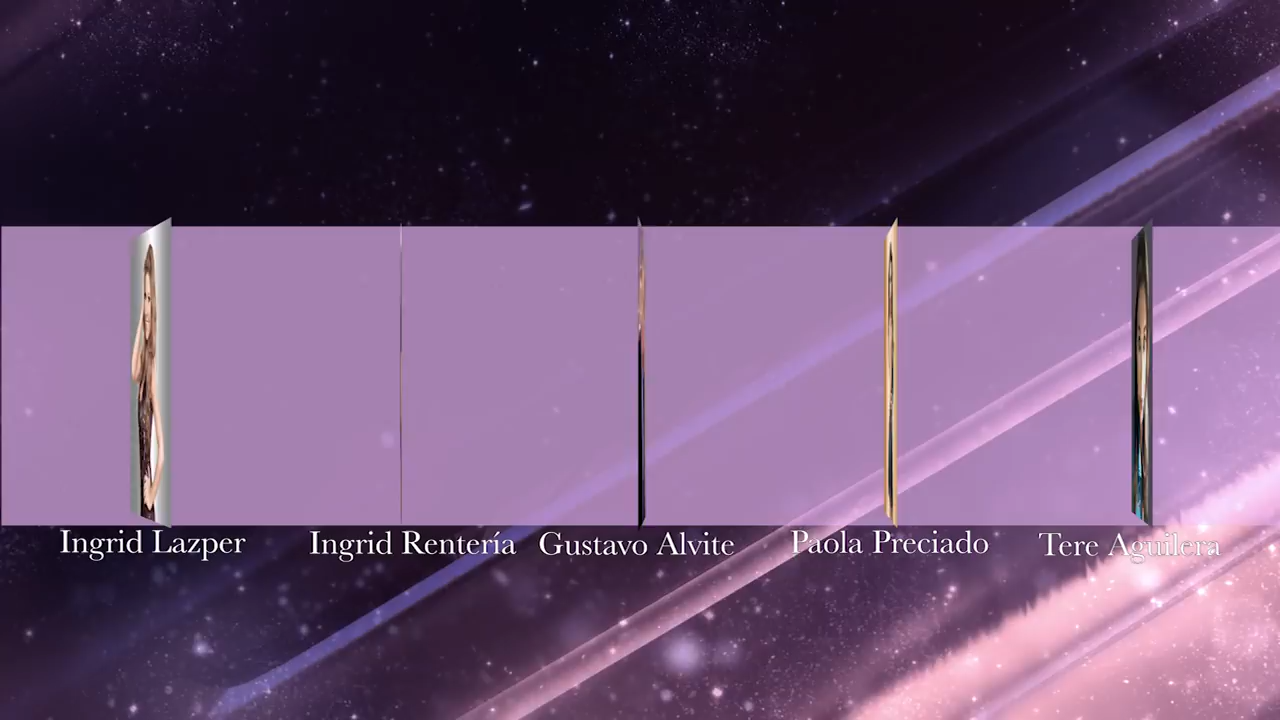 Ingrid Lazper
Ingrid Rentería
Gustavo Alvite
Paola Preciado
Tere Aguilera